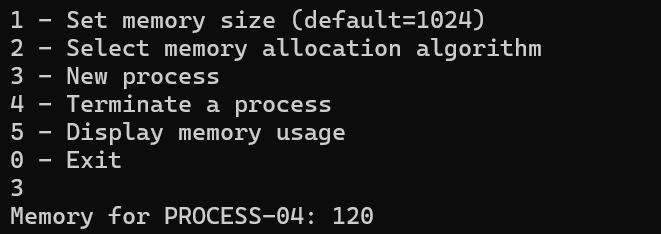 1 - Set memory size (default=1024)
2 - Select memory allocation algorithm
3 - New process
4 - Terminate a process
5 - Display memory usage
0 - Exit
3
Memory for PROCESS-04: 120